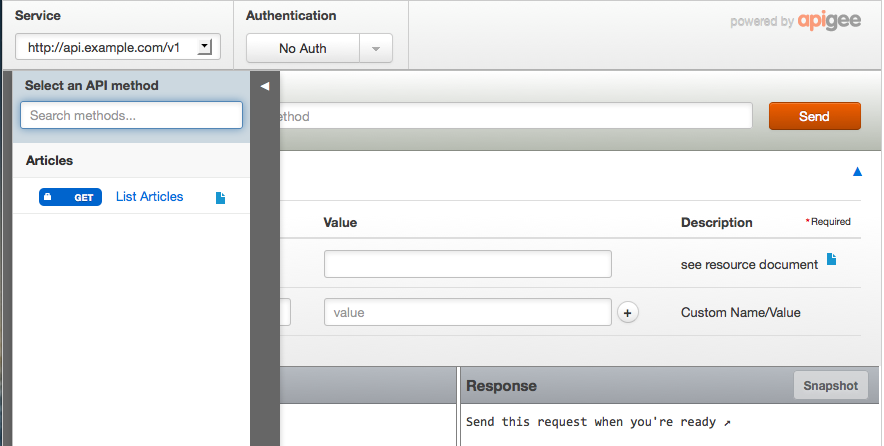 Service
Authentication
powered by apigee
http://api.example.com/v1
No Auth
Select an API method
Search methods...
ethod
Send
Articles
GET List Articles
Value
Description
*Required
see resource document
value
+
Custom Name/Value
Response
Snapshot
Send this request when you're ready ↗